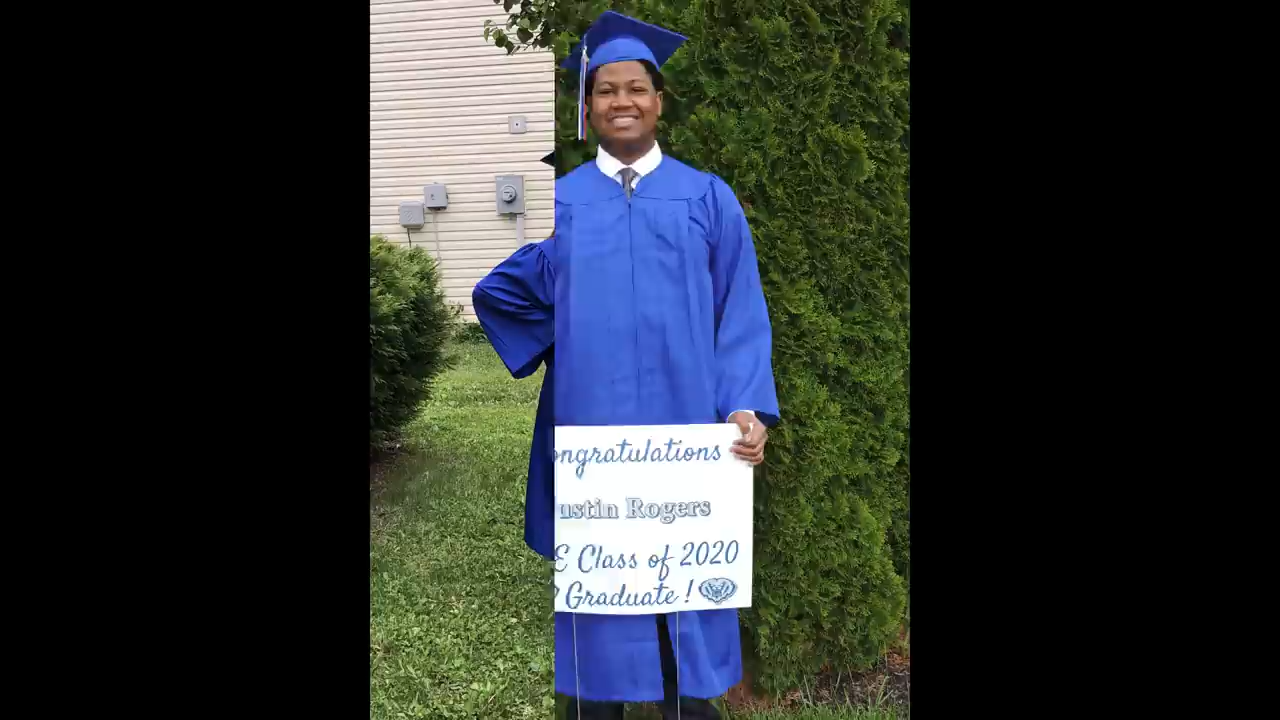 ongratulations
ustin Rogers
E Class of 2020
Graduate !